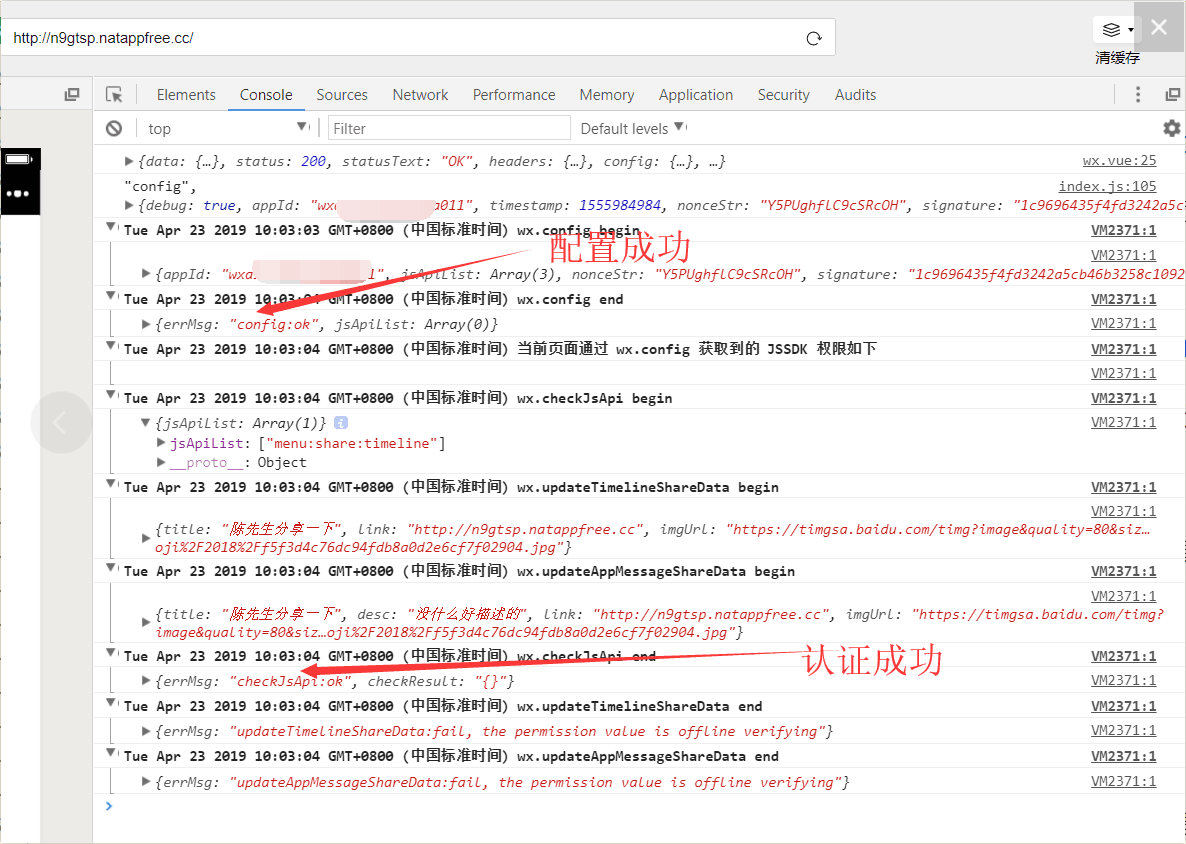 http://n9gtsp.natappfree.cc/
清缓存
Elements Console Sources Network Performance Memory Application Security Audits
top Filter Default levels
{data: {…}, status: 200, statusText: "OK", headers: {…}, config: {…}, …} wx.vue:25
"config", index.js:105
{debug: true, appId: "wx a011", timestamp: 1555984984, nonceStr: "Y5PUghflC9cSRcOH", signature: "1c9696435f4fd3242a5c
Tue Apr 23 2019 10:03:03 GMT+0800 (中国标准时间) wx.config begin VM2371:1
配置成功
VM2371:1
{appId: "wxa 1", jsApiList: Array(3), nonceStr: "Y5PUghflC9cSRcOH", signature: "1c9696435f4fd3242a5cb46b3258c1092
Tue Apr 23 2019 10:03:04 GMT+0800 (中国标准时间) wx.config end VM2371:1
{errMsg: "config:ok", jsApiList: Array(0)} VM2371:1
Tue Apr 23 2019 10:03:04 GMT+0800 (中国标准时间) 当前页面通过 wx.config 获取到的 JSSDK 权限如下 VM2371:1
VM2371:1
Tue Apr 23 2019 10:03:04 GMT+0800 (中国标准时间) wx.checkJsApi begin VM2371:1
{jsApiList: Array(1)} i VM2371:1
jsApiList: ["menu:share:timeline"]
__proto__: Object
Tue Apr 23 2019 10:03:04 GMT+0800 (中国标准时间) wx.updateTimelineShareData begin VM2371:1
VM2371:1
{title: "陈先生分享一下", link: "http://n9gtsp.natappfree.cc", imgUrl: "https://timgsa.baidu.com/timg?image&quality=80&siz…
oji%2F2018%2Ff5f3d4c76dc94fdb8a0d2e6cf7f02904.jpg"}
Tue Apr 23 2019 10:03:04 GMT+0800 (中国标准时间) wx.updateAppMessageShareData begin VM2371:1
VM2371:1
{title: "陈先生分享一下", desc: "没什么好描述的", link: "http://n9gtsp.natappfree.cc", imgUrl: "https://timgsa.baidu.com/timg?
image&quality=80&siz…oji%2F2018%2Ff5f3d4c76dc94fdb8a0d2e6cf7f02904.jpg"}
Tue Apr 23 2019 10:03:04 GMT+0800 (中国标准时间) wx.checkJsApi end VM2371:1
认证成功
{errMsg: "checkJsApi:ok", checkResult: "{}"} VM2371:1
Tue Apr 23 2019 10:03:04 GMT+0800 (中国标准时间) wx.updateTimelineShareData end VM2371:1
{errMsg: "updateTimelineShareData:fail, the permission value is offline verifying"} VM2371:1
Tue Apr 23 2019 10:03:04 GMT+0800 (中国标准时间) wx.updateAppMessageShareData end VM2371:1
{errMsg: "updateAppMessageShareData:fail, the permission value is offline verifying"} VM2371:1